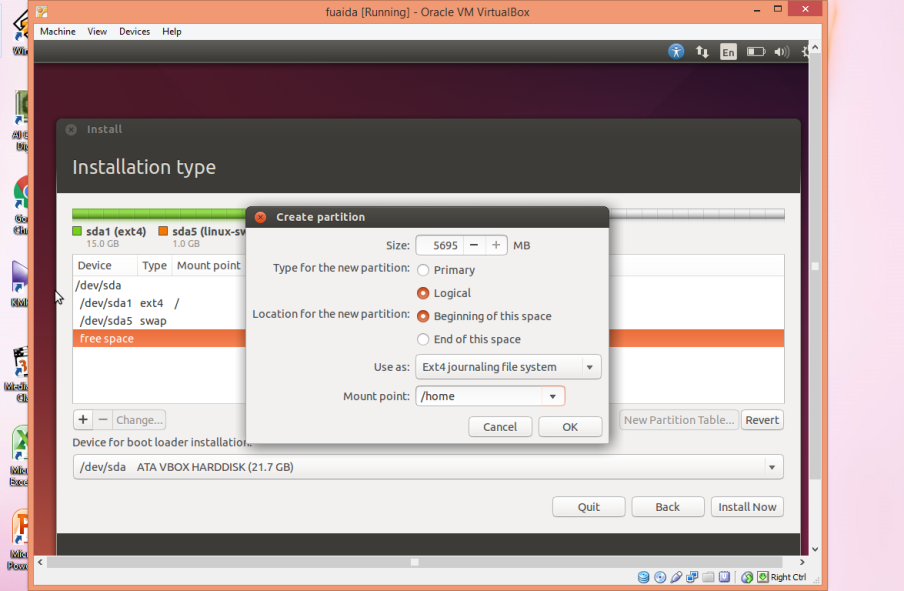 fuaida [Running] - Oracle VM VirtualBox
Machine View Devices Help
En
Install
Installation type
Create partition
sda1 (ext4) sda5 (linux-sw
15.0 GB 1.0 GB
Size: 5695 − + MB
Type for the new partition: Primary
Logical
Location for the new partition: Beginning of this space
End of this space
Use as: Ext4 journaling file system
Mount point: /home
Cancel OK
Device Type Mount point
/dev/sda
/dev/sda1 ext4 /
/dev/sda5 swap
free space
+ − Change... New Partition Table... Revert
Device for boot loader installation:
/dev/sda ATA VBOX HARDDISK (21.7 GB)
Quit Back Install Now
Right Ctrl